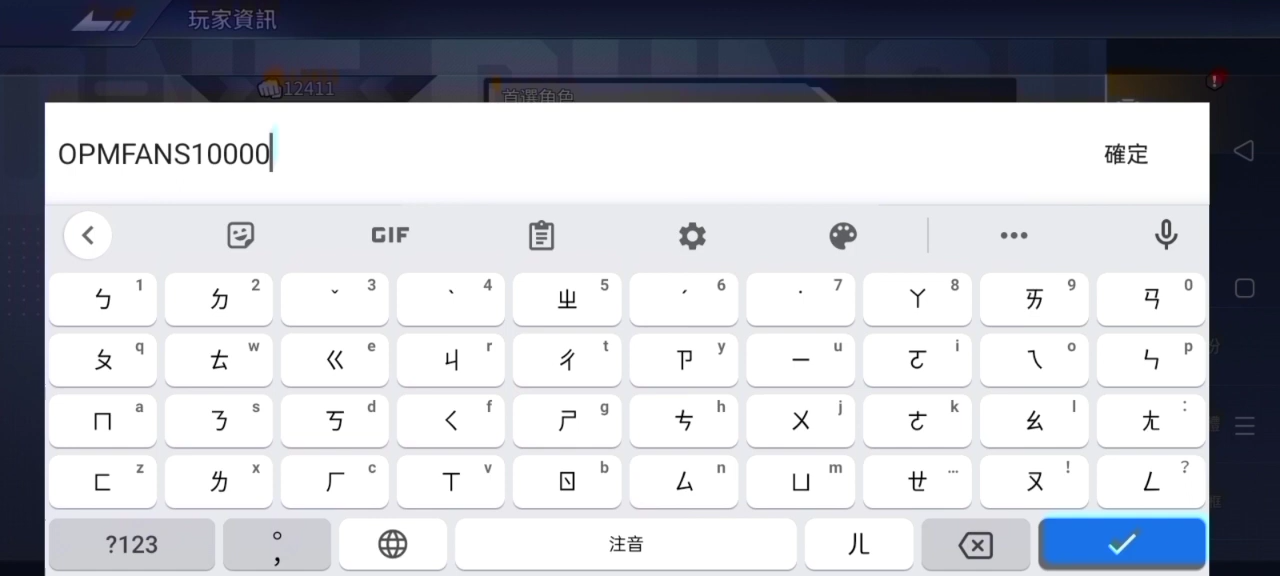 玩家資訊
12411
首選角色
OPMFANS10000
確定
GIF
ㄅ 1 ㄉ 2 ˇ 3 ˋ 4 ㄓ 5 ˊ 6 ˙ 7 ㄚ 8 ㄞ 9 ㄢ 0
ㄆ q ㄊ w ㄍ e ㄐ r ㄔ t ㄗ y ㄧ u ㄛ i ㄟ o ㄣ p
ㄇ a ㄋ s ㄎ d ㄑ f ㄕ g ㄘ h ㄨ j ㄜ k ㄠ l ㄤ :
ㄈ z ㄌ x ㄏ c ㄒ v ㄖ b ㄙ n ㄩ m ㄝ … ㄡ ! ㄥ ?
?123 °, 注音 ㄦ